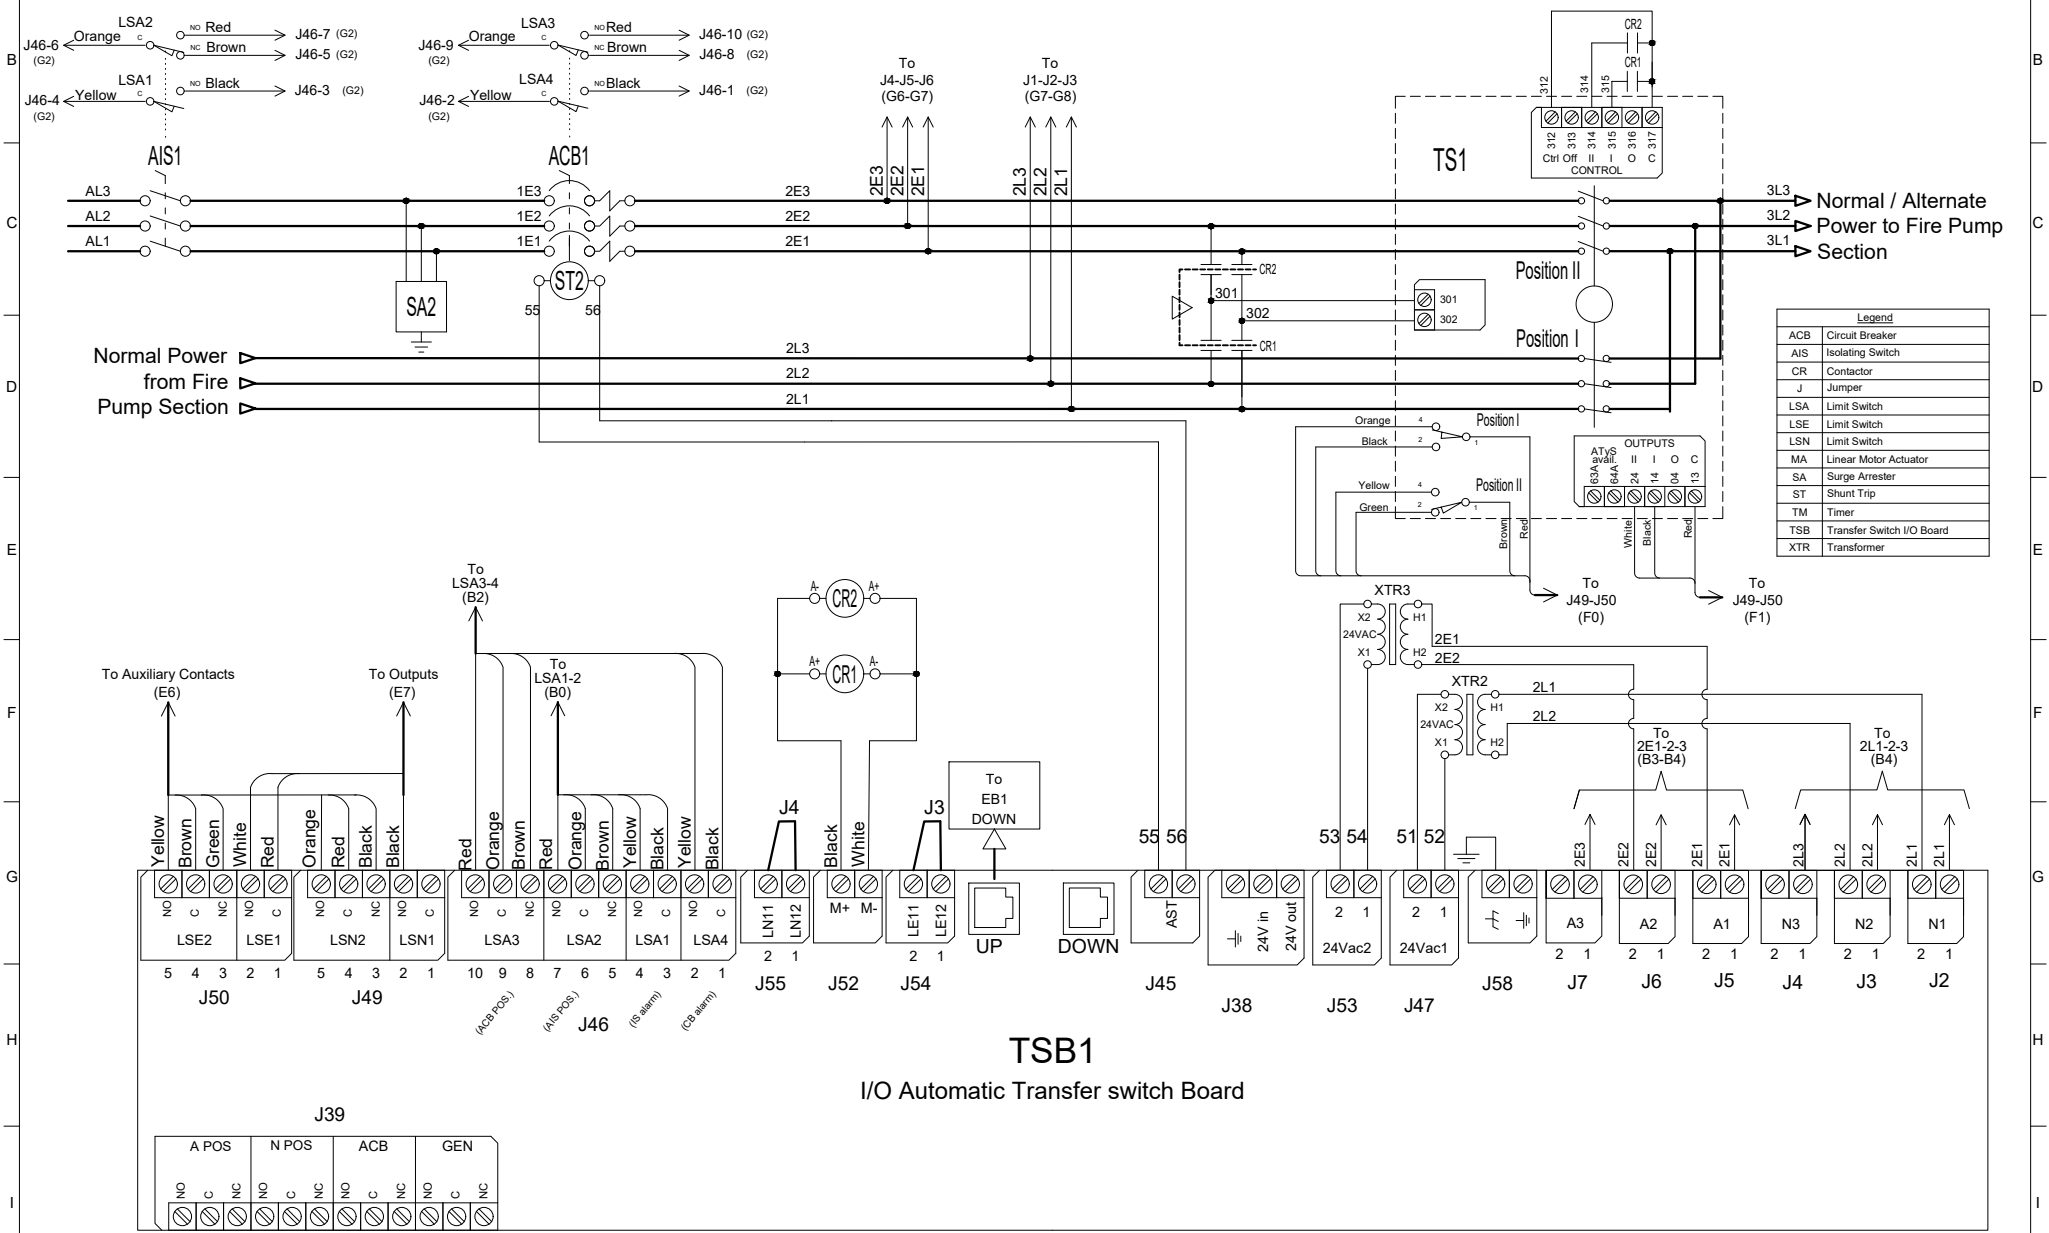 LSA2
LSA3
CR2
J46-6
(G2)
Orange
C
NO
Red
J46-7 (G2)
NC
Brown
J46-5 (G2)
J46-9
(G2)
Orange
C
NO
Red
J46-10 (G2)
NC
Brown
J46-8 (G2)
B
B
LSA1
LSA4
CR1
J46-4
(G2)
Yellow
C
NO
Black
J46-3 (G2)
J46-2
(G2)
Yellow
C
NO
Black
J46-1 (G2)
To
J4-J5-J6
(G6-G7)
To
J1-J2-J3
(G7-G8)
312
314
315
312 313 314 315 316 317
Ctrl Off II I O C
CONTROL
AIS1
ACB1
TS1
2E3
2E2
2E1
2L3
2L2
2L1
AL3
1E3
2E3
3L3
Normal / Alternate
C
AL2
1E2
2E2
3L2
Power to Fire Pump
C
AL1
1E1
2E1
3L1
Section
ST2
55
56
SA2
CR2
301
302
CR1
301
302
Position II
Position I
Normal Power
2L3
D
from Fire
2L2
D
Pump Section
2L1
Legend
ACB Circuit Breaker
AIS Isolating Switch
CR Contactor
J Jumper
LSA Limit Switch
LSE Limit Switch
LSN Limit Switch
MA Linear Motor Actuator
SA Surge Arrester
ST Shunt Trip
TM Timer
TSB Transfer Switch I/O Board
XTR Transformer
Orange 4
Black 2
1
Position I
Yellow 4
Green 2
1
Position II
Brown
Red
OUTPUTS
ATyS
avail. II I O C
63A 64A 24 14 04 13
White
Black
Red
E
E
To
LSA3-4
(B2)
A- CR2 A+
A+ CR1 A-
XTR3
X2
24VAC
X1
H1
H2
2E1
2E2
To
J49-J50
(F0)
To
J49-J50
(F1)
XTR2
X2
24VAC
X1
H1
H2
2L1
2L2
To Auxiliary Contacts
(E6)
To Outputs
(E7)
To
LSA1-2
(B0)
F
F
To
2E1-2-3
(B3-B4)
To
2L1-2-3
(B4)
To
EB1
DOWN
J4
J3
Yellow Brown Green White Red
Orange Red Black Black
Red Orange Brown Red Orange Brown Yellow Black Yellow Black
Black White
55 56
53 54
51 52
2E3 2E2 2E2 2E1 2E1 2L3 2L2 2L2 2L1 2L1
G
G
NO C NC NO C
NO C NC NO C
NO C NC NO C NC NO C NO C
LSE2 LSE1 LSN2 LSN1 LSA3 LSA2 LSA1 LSA4
LN11 LN12
M+ M-
LE11 LE12
UP
DOWN
AST
24V in
24V out
2 1
24Vac2
2 1
24Vac1
A3 A2 A1 N3 N2 N1
5 4 3 2 1
5 4 3 2 1
10 9 8 7 6 5 4 3 2 1
2 1
2 1
2 1 2 1 2 1 2 1 2 1 2 1
J50
J49
(ACB POS.)
(AIS POS.)
J46
(IS alarm)
(CB alarm)
J55
J52
J54
J45
J38
J53
J47
J58
J7
J6
J5
J4
J3
J2
H
H
TSB1
I/O Automatic Transfer switch Board
J39
A POS
N POS
ACB
GEN
NO C NC NO C NC NO C NC NO C NC
I
I